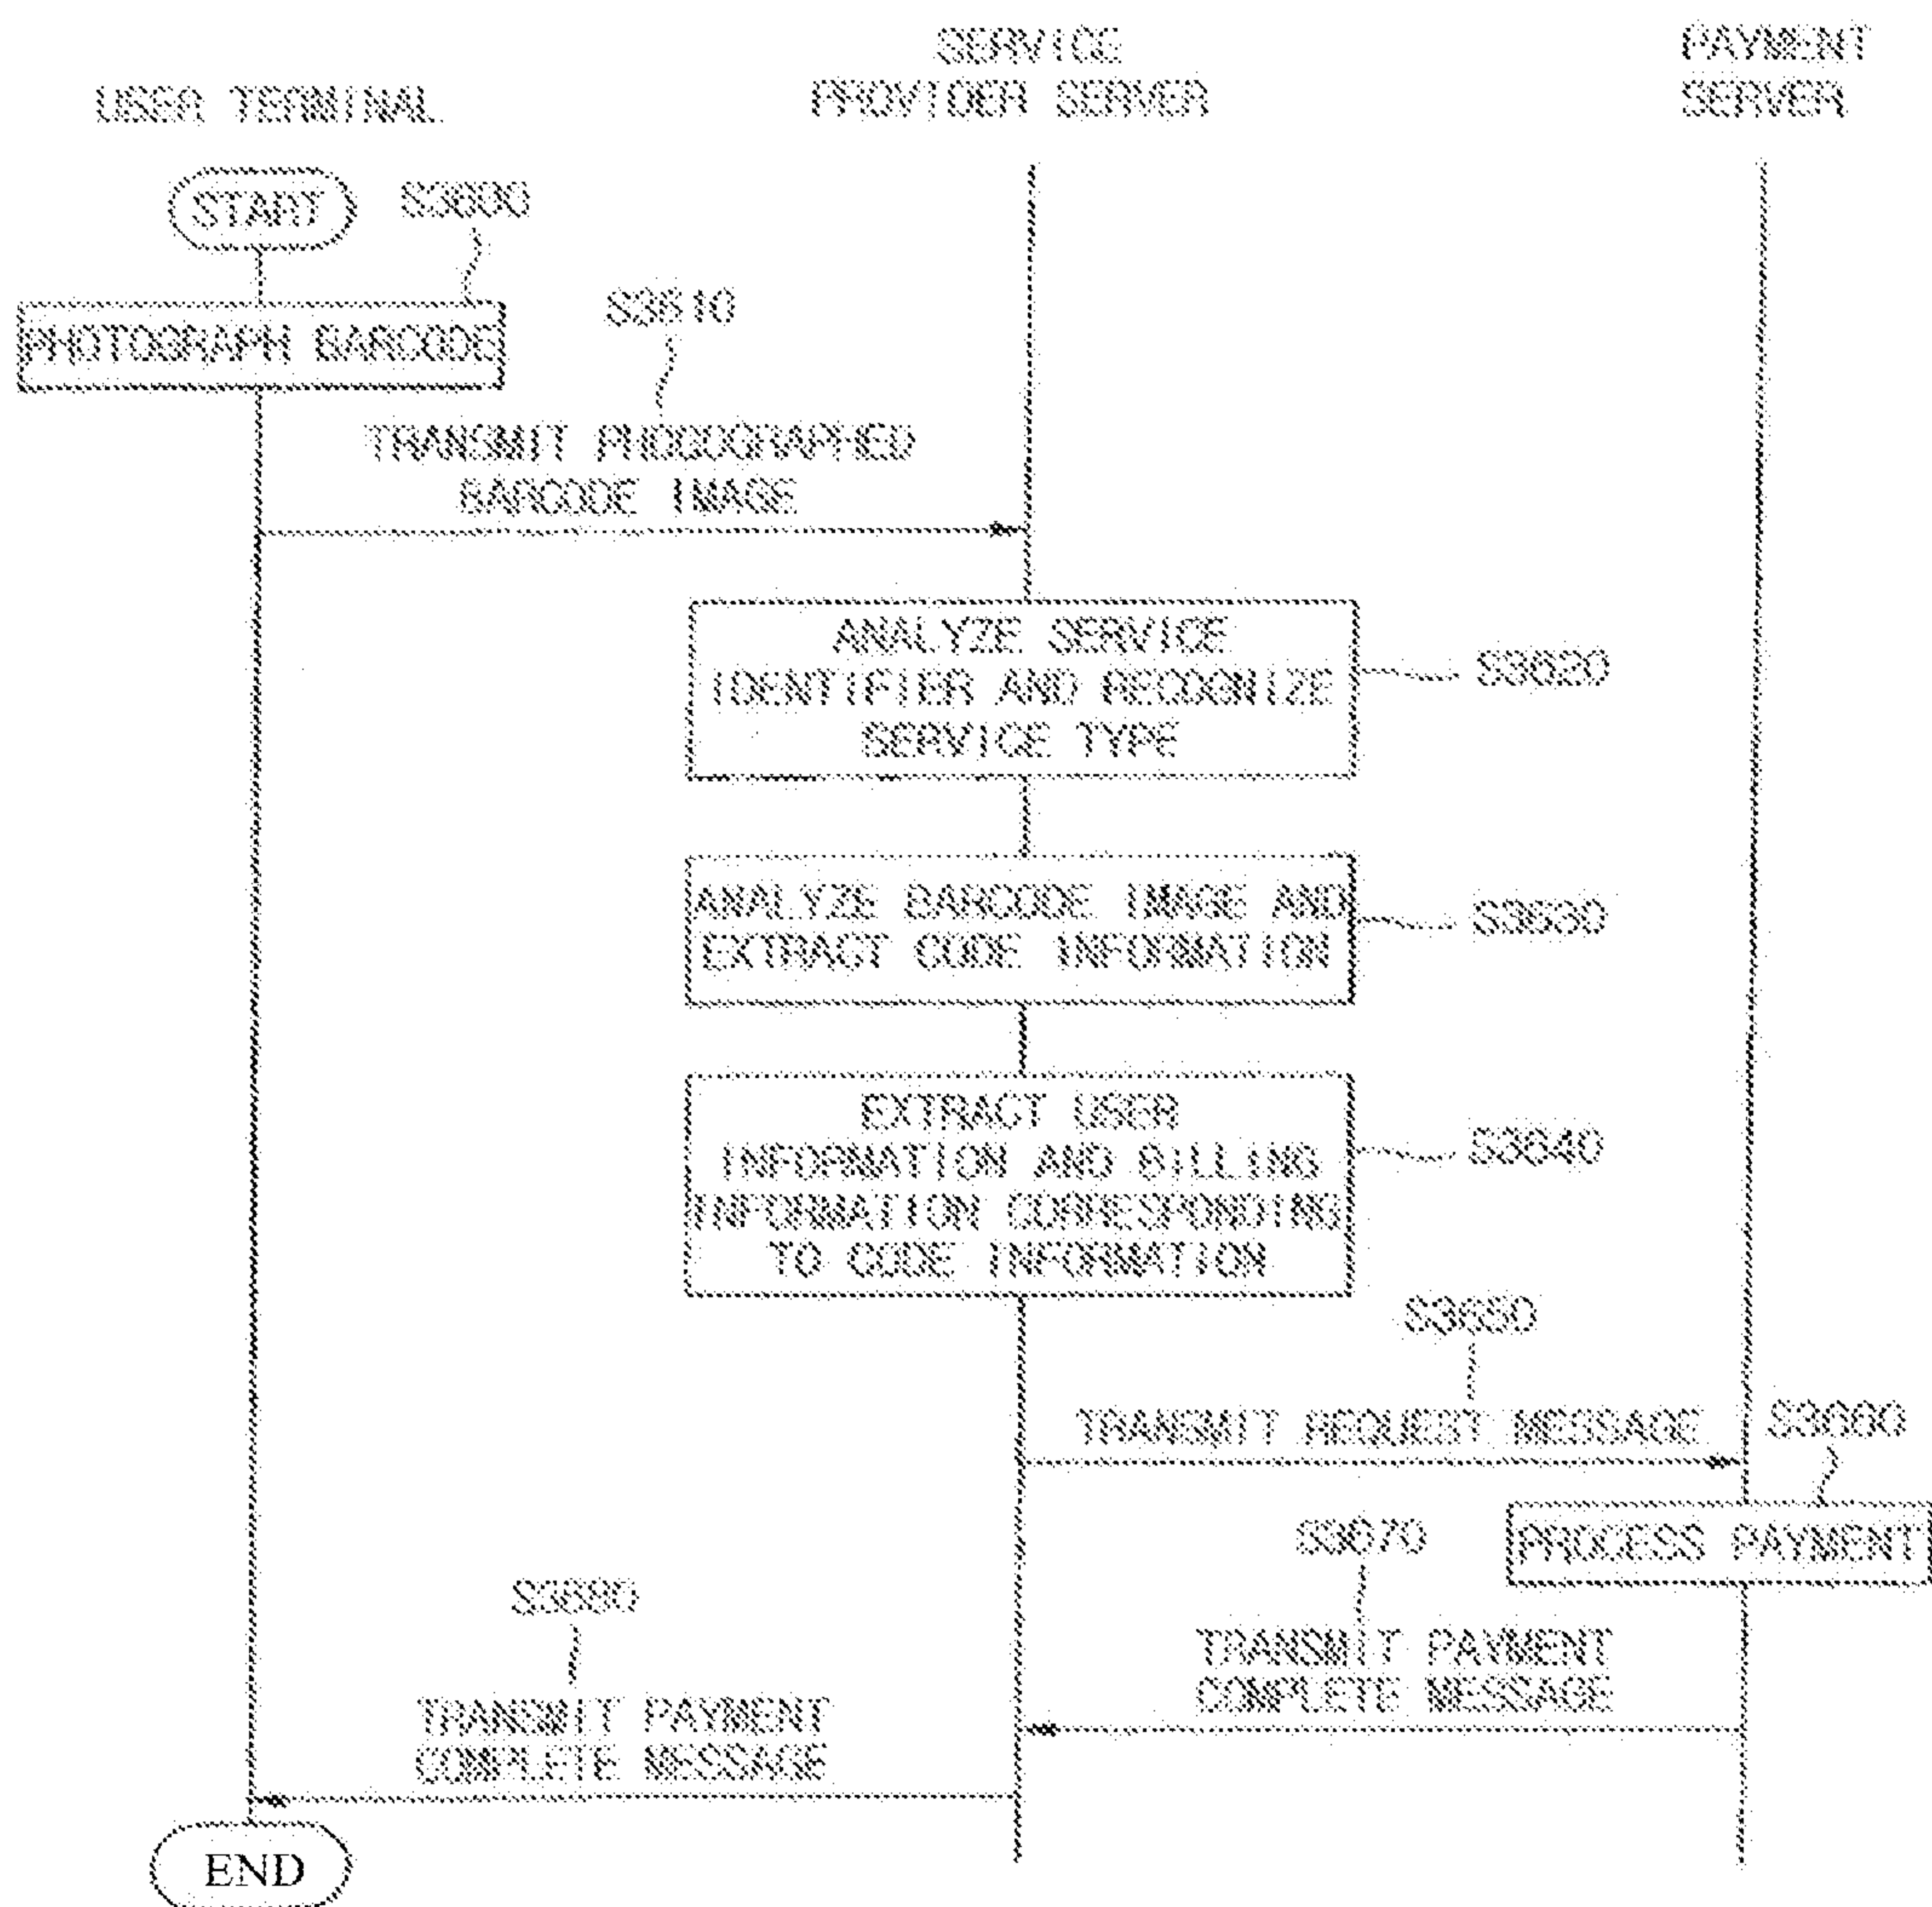 USER TERMINAL
SERVICE
PROVIDER SERVER
PAYMENT
SERVER
START
S3600
PHOTOGRAPH BARCODE
S3610
TRANSMIT PHOGOGRAPHED
BARCODE IMAGE
ANALYZE SERVICE
IDENTIFIER AND RECOGNIZE
SERVICE TYPE
S3620
ANALYZE BARCODE IMAGE AND
EXTRACT CODE INFORMATION
S3630
EXTRACT USER
INFORMATION AND BILLING
INFORMATION CORRESPONDING
TO CODE INFORMATION
S3640
S3650
TRANSMIT REQUEST MESSAGE
S3660
PROCESS PAYMENT
S3670
TRANSMIT PAYMENT
COMPLETE MESSAGE
S3680
TRANSMIT PAYMENT
COMPLETE MESSAGE
END